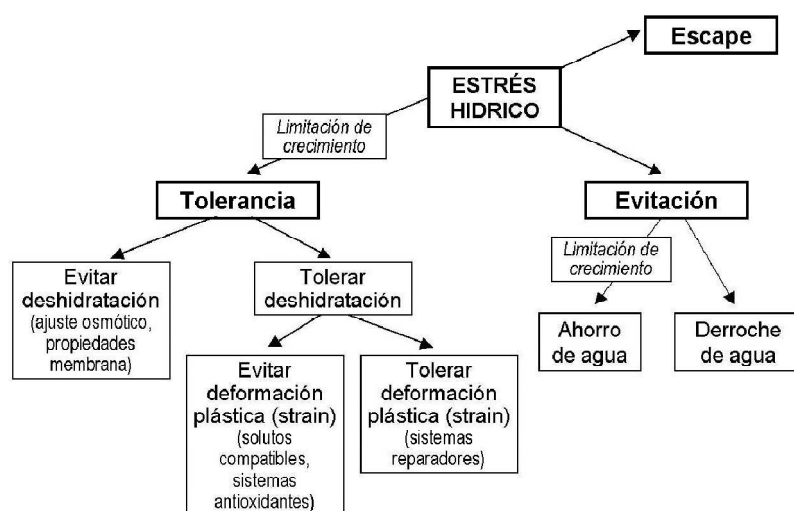 Escape
ESTRÉS
HIDRICO
Limitación de
crecimiento
Tolerancia
Evitación
Limitación de
crecimiento
Evitar
deshidratación
(ajuste osmótico,
propiedades
membrana)
Tolerar
deshidratación
Ahorro
de agua
Derroche
de agua
Evitar
deformación
plástica (strain)
(solutos
compatibles,
sistemas
antioxidantes)
Tolerar
deformación
plástica (strain)
(sistemas
reparadores)